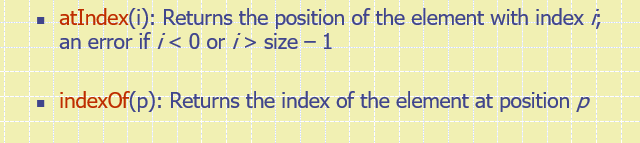 ▪ atIndex(i): Returns the position of the element with index i;
an error if i < 0 or i > size – 1
▪ indexOf(p): Returns the index of the element at position p